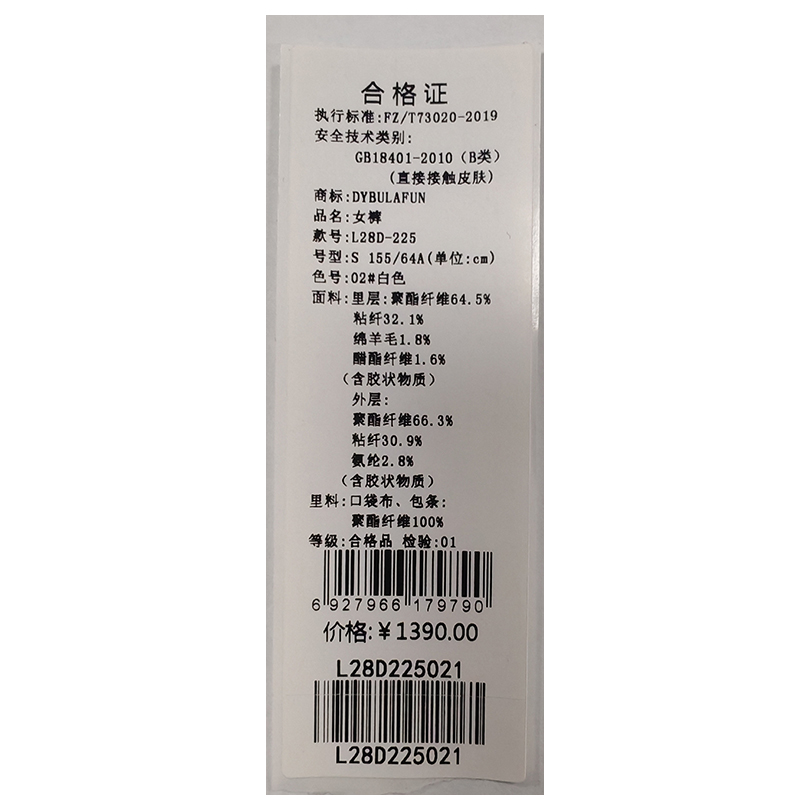 合格证
执行标准:FZ/T73020-2019
安全技术类别:
GB18401-2010（B类）
(直接接触皮肤)
商标:DYBULAFUN
品名:女裤
款号:L28D-225
号型:S 155/64A(单位:cm)
色号:02#白色
面料:里层:聚酯纤维64.5%
粘纤32.1%
绵羊毛1.8%
醋酯纤维1.6%
（含胶状物质）
外层:
聚酯纤维66.3%
粘纤30.9%
氨纶2.8%
（含胶状物质）
里料:口袋布、包条:
聚酯纤维100%
等级:合格品 检验:01
6 927966 179790
价格:￥1390.00
L28D225021
L28D225021